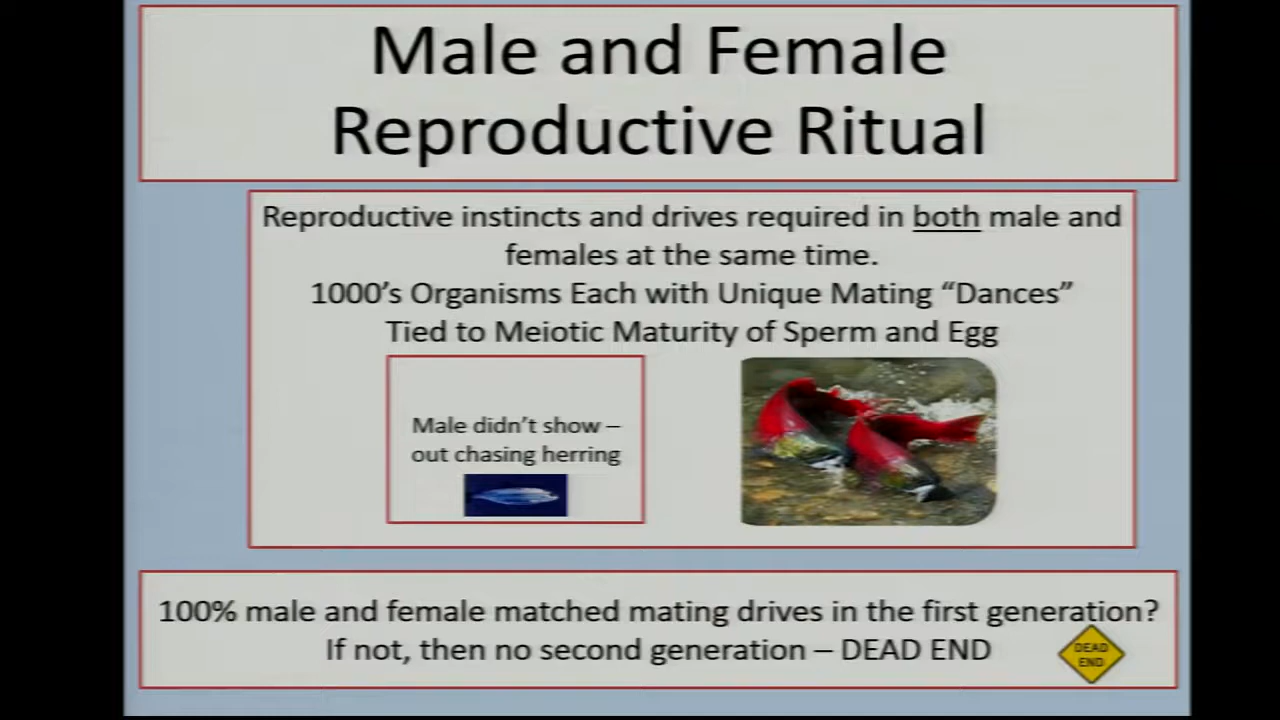 Male and Female
Reproductive Ritual
Reproductive instincts and drives required in both male and
females at the same time.
1000's Organisms Each with Unique Mating “Dances”
Tied to Meiotic Maturity of Sperm and Egg
Male didn't show –
out chasing herring
100% male and female matched mating drives in the first generation?
If not, then no second generation – DEAD END
DEAD
END